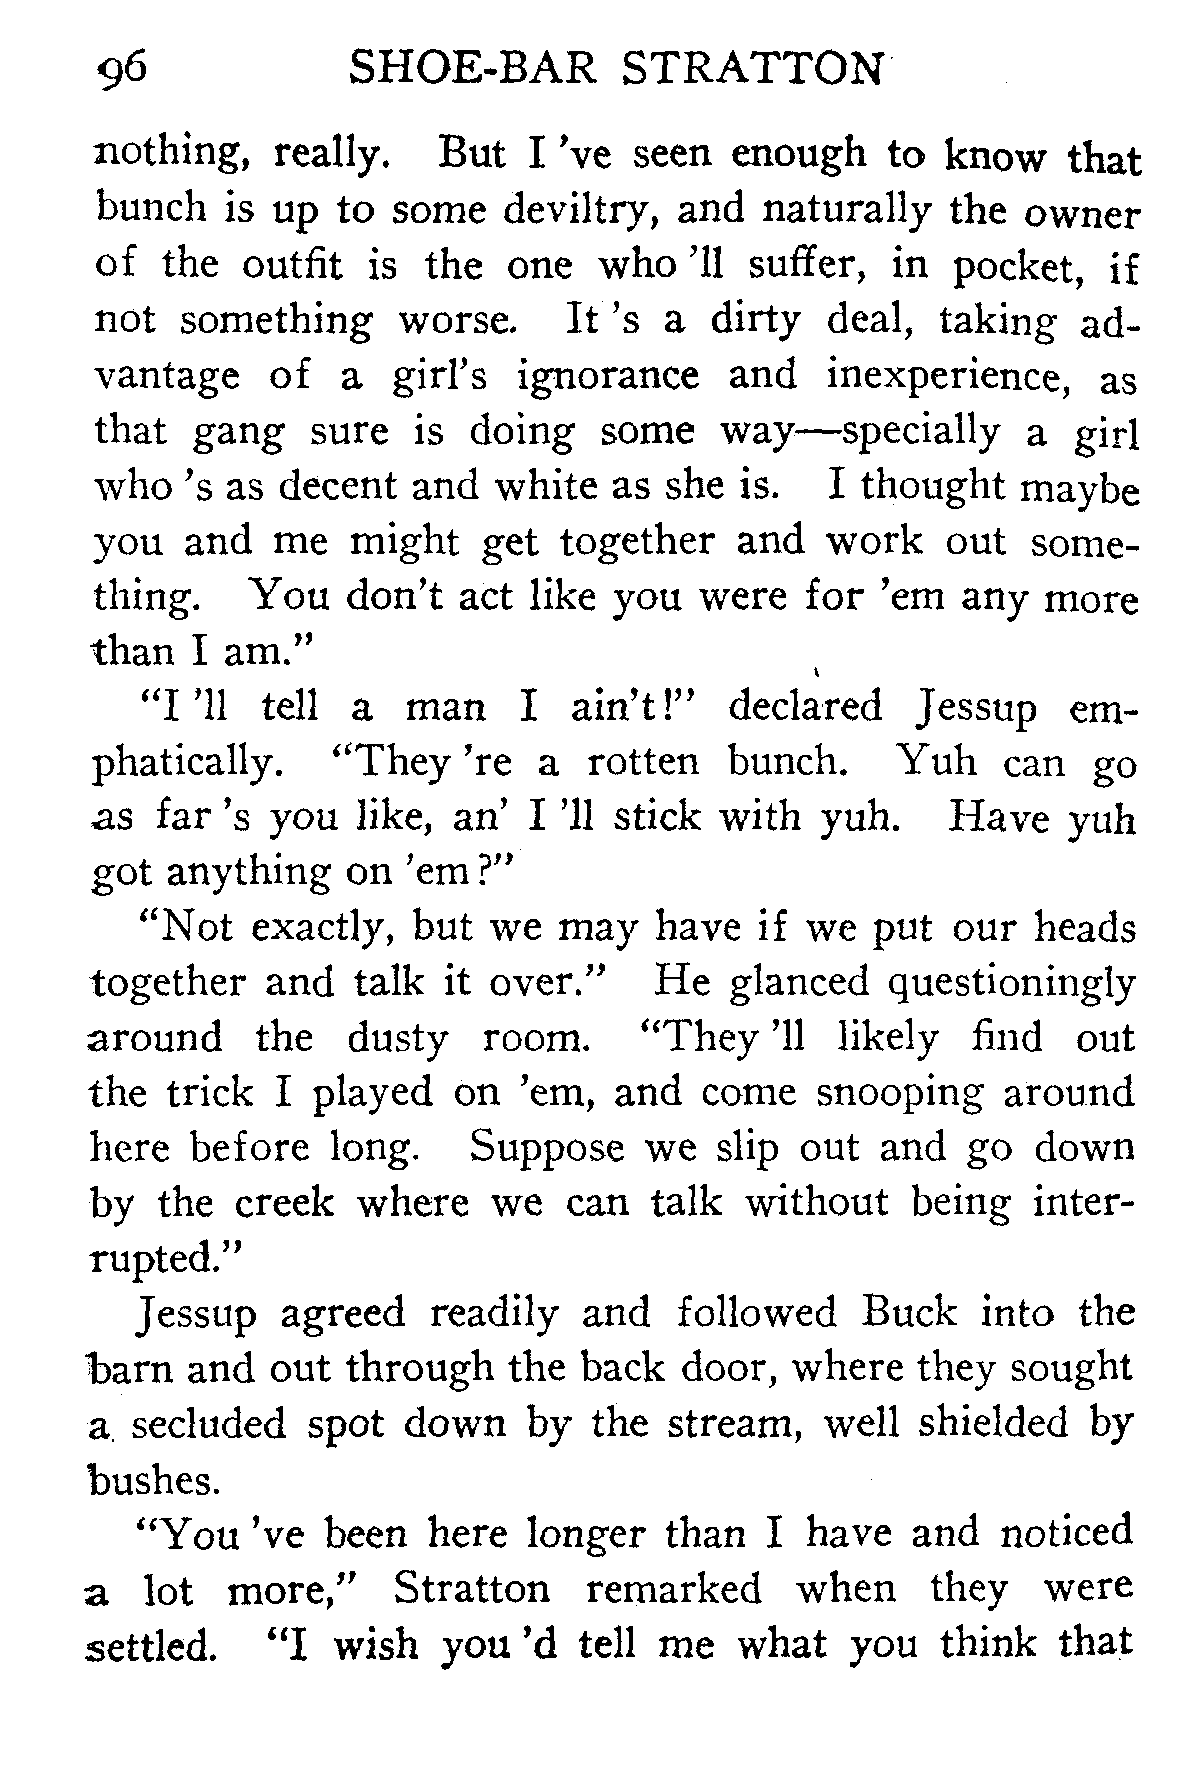 96 SHOE-BAR STRATTON
nothing, really. But I 've seen enough to know that
bunch is up to some deviltry, and naturally the owner
of the outfit is the one who 'll suffer, in pocket, if
not something worse. It 's a dirty deal, taking ad-
vantage of a girl's ignorance and inexperience, as
that gang sure is doing some way—specially a girl
who 's as decent and white as she is. I thought maybe
you and me might get together and work out some-
thing. You don't act like you were for 'em any more
than I am."
"I 'll tell a man I ain't!" declared Jessup em-
phatically. "They 're a rotten bunch. Yuh can go
as far 's you like, an' I 'll stick with yuh. Have yuh
got anything on 'em?"
"Not exactly, but we may have if we put our heads
together and talk it over." He glanced questioningly
around the dusty room. "They 'll likely find out
the trick I played on 'em, and come snooping around
here before long. Suppose we slip out and go down
by the creek where we can talk without being inter-
rupted."
Jessup agreed readily and followed Buck into the
barn and out through the back door, where they sought
a secluded spot down by the stream, well shielded by
bushes.
"You 've been here longer than I have and noticed
a lot more," Stratton remarked when they were
settled. "I wish you 'd tell me what you think that